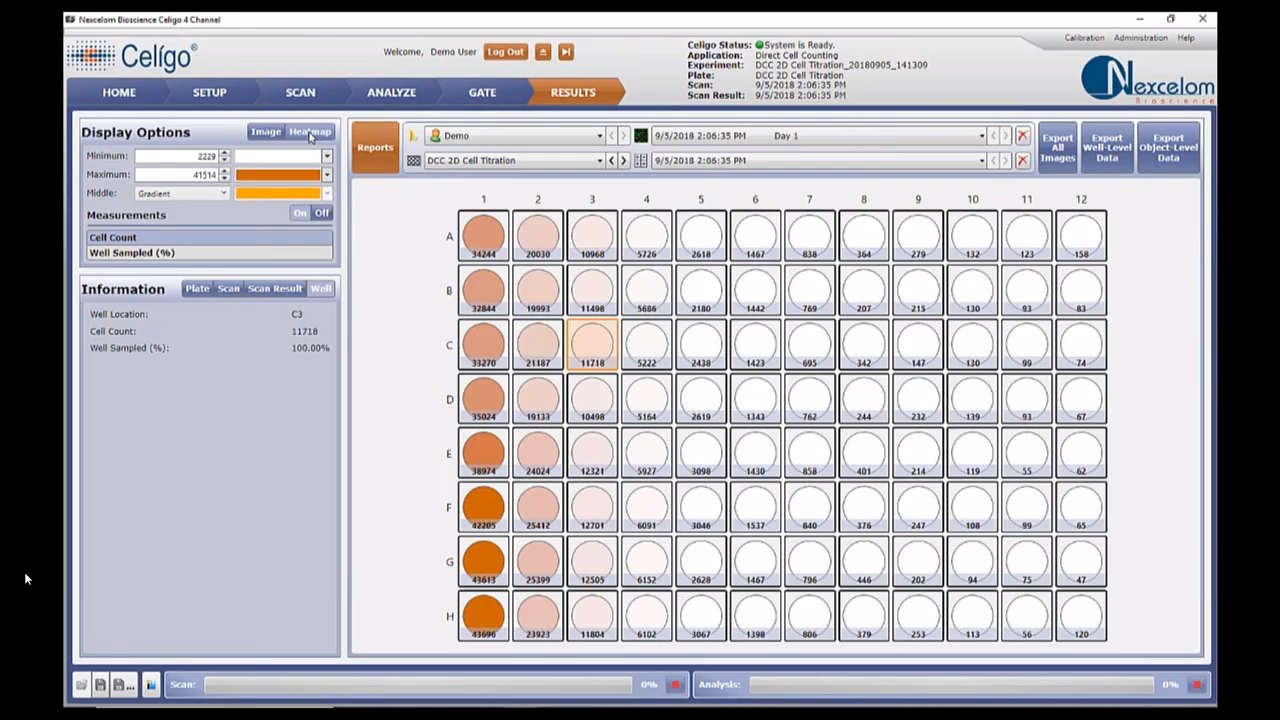 Nexcelom Bioscience Celigo 4 Channel
Celígo®
Welcome, Demo User Log Out
Celigo Status: System is Ready.
Application: Direct Cell Counting
Experiment: DCC 2D Cell Titration_20180905_141309
Plate: DCC 2D Cell Titration
Scan: 9/5/2018 2:06:35 PM
Scan Result: 9/5/2018 2:06:35 PM
Calibration Administration Help
Nexcelom
Bioscience
HOME SETUP SCAN ANALYZE GATE RESULTS
Display Options Image Heatmap
Minimum: 2229
Maximum: 41514
Middle: Gradient
Measurements On Off
Cell Count
Well Sampled (%)
Information Plate Scan Scan Result Well
Well Location: C3
Cell Count: 11718
Well Sampled (%): 100.00%
Reports
Demo 9/5/2018 2:06:35 PM Day 1
DCC 2D Cell Titration 9/5/2018 2:06:35 PM
Export All Images
Export Well-Level Data
Export Object-Level Data
1 2 3 4 5 6 7 8 9 10 11 12
A 34244 20030 10968 5726 2618 1467 838 364 279 132 123 158
B 32844 19993 11498 5686 2180 1442 769 207 215 130 93 83
C 33270 21187 11718 5222 2438 1423 695 342 147 130 99 74
D 35024 19133 10498 5164 2619 1343 762 244 232 139 93 67
E 38974 24024 12321 5927 3098 1430 858 401 214 119 55 62
F 42205 25412 12701 6091 3046 1537 840 376 247 108 99 65
G 43613 25399 12505 6152 2628 1467 796 446 202 94 75 47
H 43696 23923 11804 6102 3067 1398 806 379 253 113 56 120
Scan: 0% Analysis: 0%